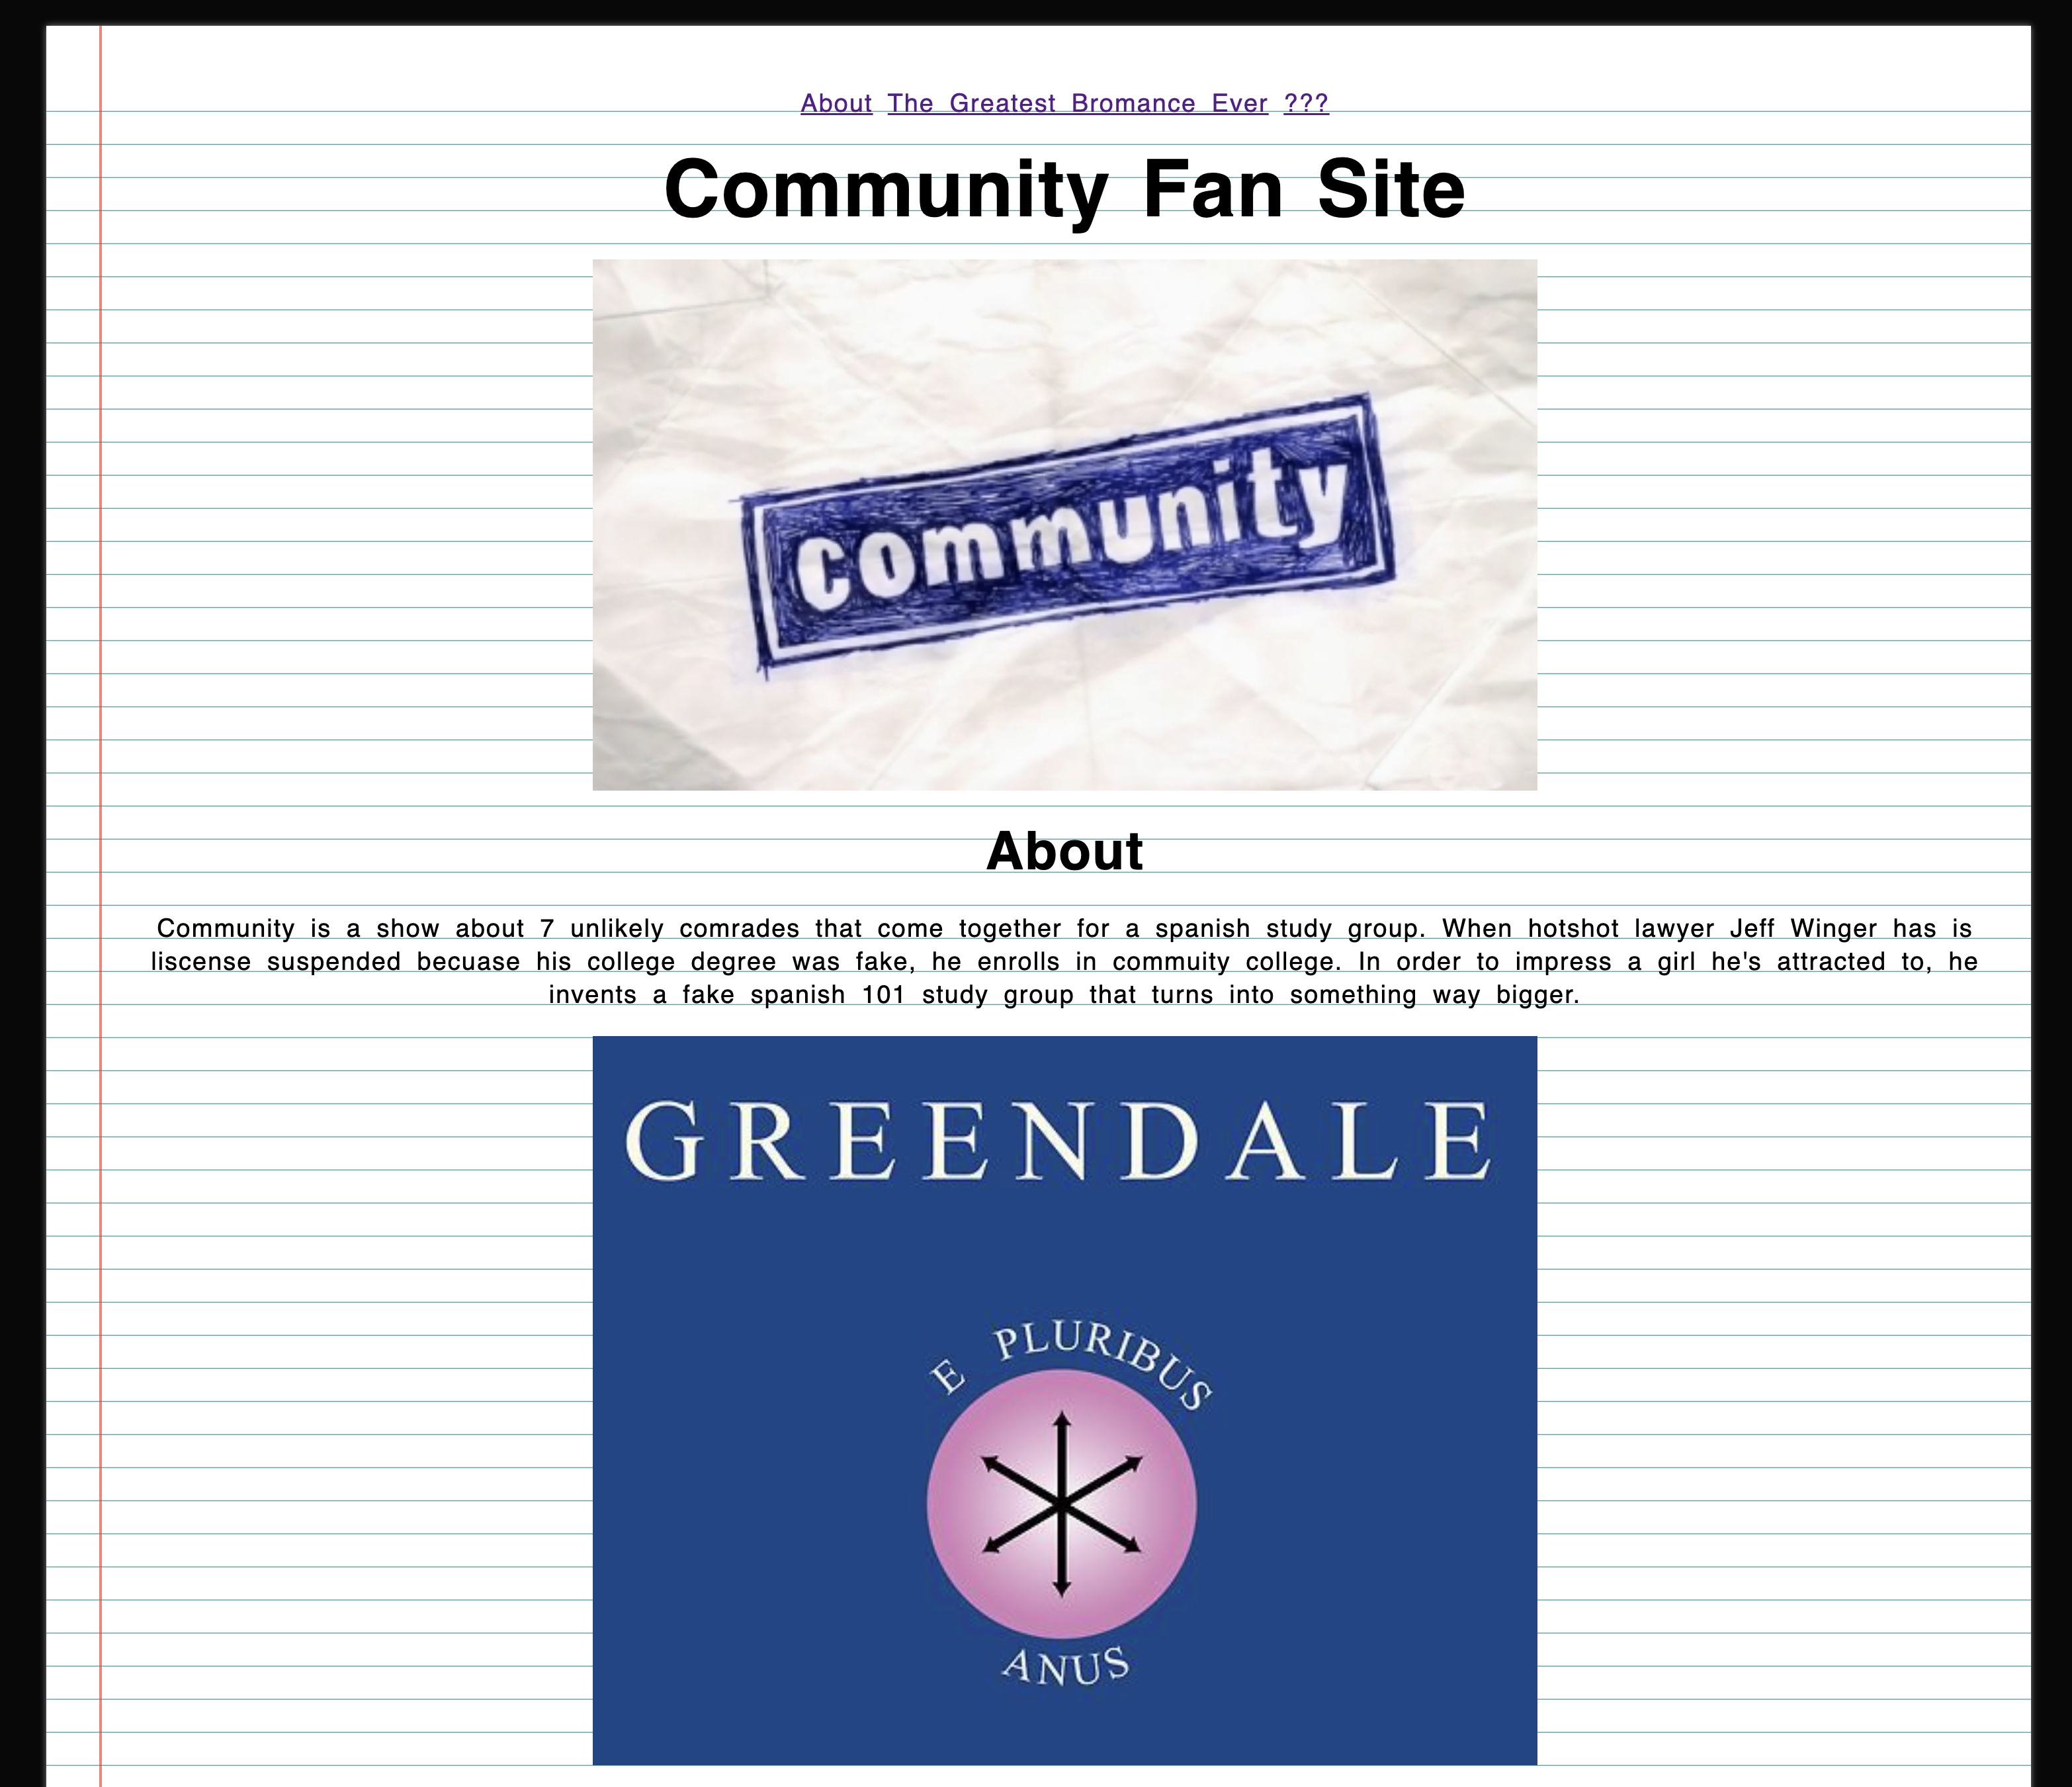 About The Greatest Bromance Ever ???
Community Fan Site
community
About
Community is a show about 7 unlikely comrades that come together for a spanish study group. When hotshot lawyer Jeff Winger has is
liscense suspended becuase his college degree was fake, he enrolls in commuity college. In order to impress a girl he's attracted to, he
invents a fake spanish 101 study group that turns into something way bigger.
GREENDALE
E PLURIBUS
ANUS